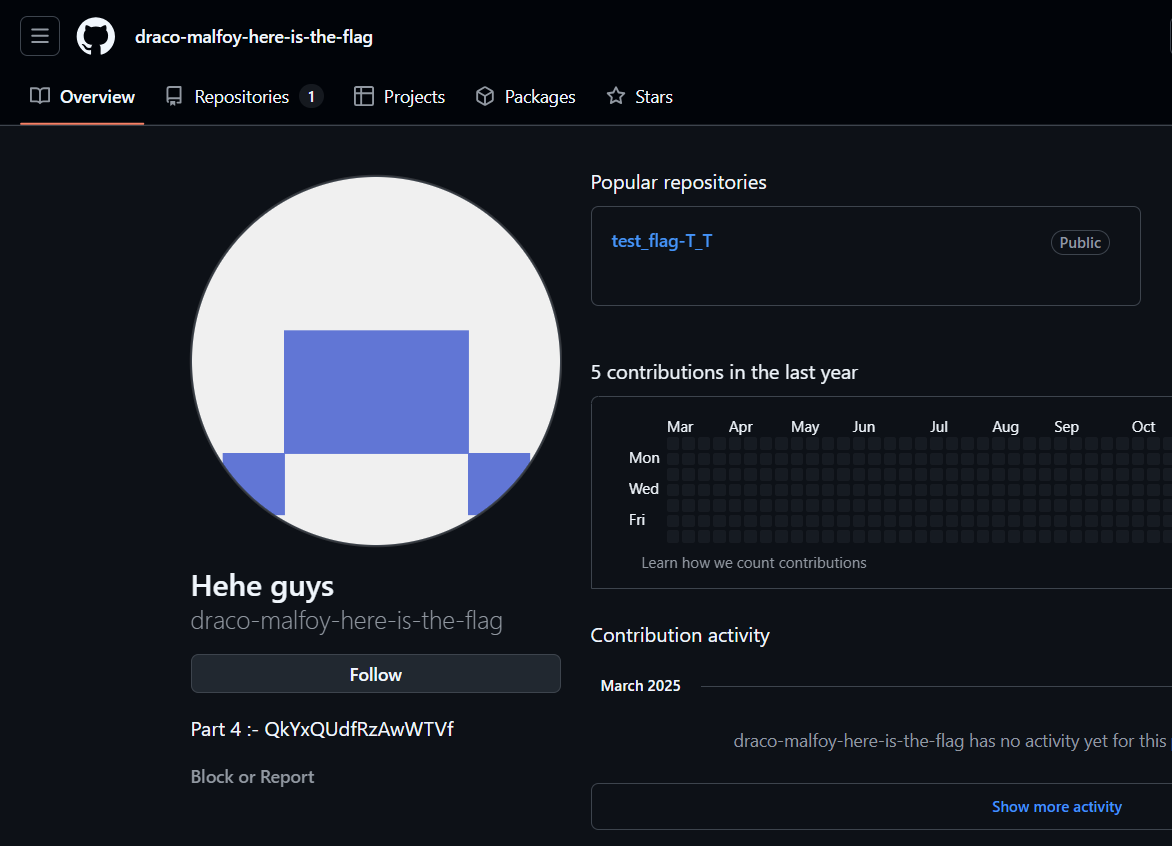 draco-malfoy-here-is-the-flag
Overview Repositories 1 Projects Packages Stars
Popular repositories
test_flag-T_T Public
5 contributions in the last year
Mar Apr May Jun Jul Aug Sep Oct
Mon
Wed
Fri
Learn how we count contributions
Hehe guys
draco-malfoy-here-is-the-flag
Follow
Part 4 :- QkYxQUdfRzAwWTVf
Block or Report
Contribution activity
March 2025
draco-malfoy-here-is-the-flag has no activity yet for this
Show more activity